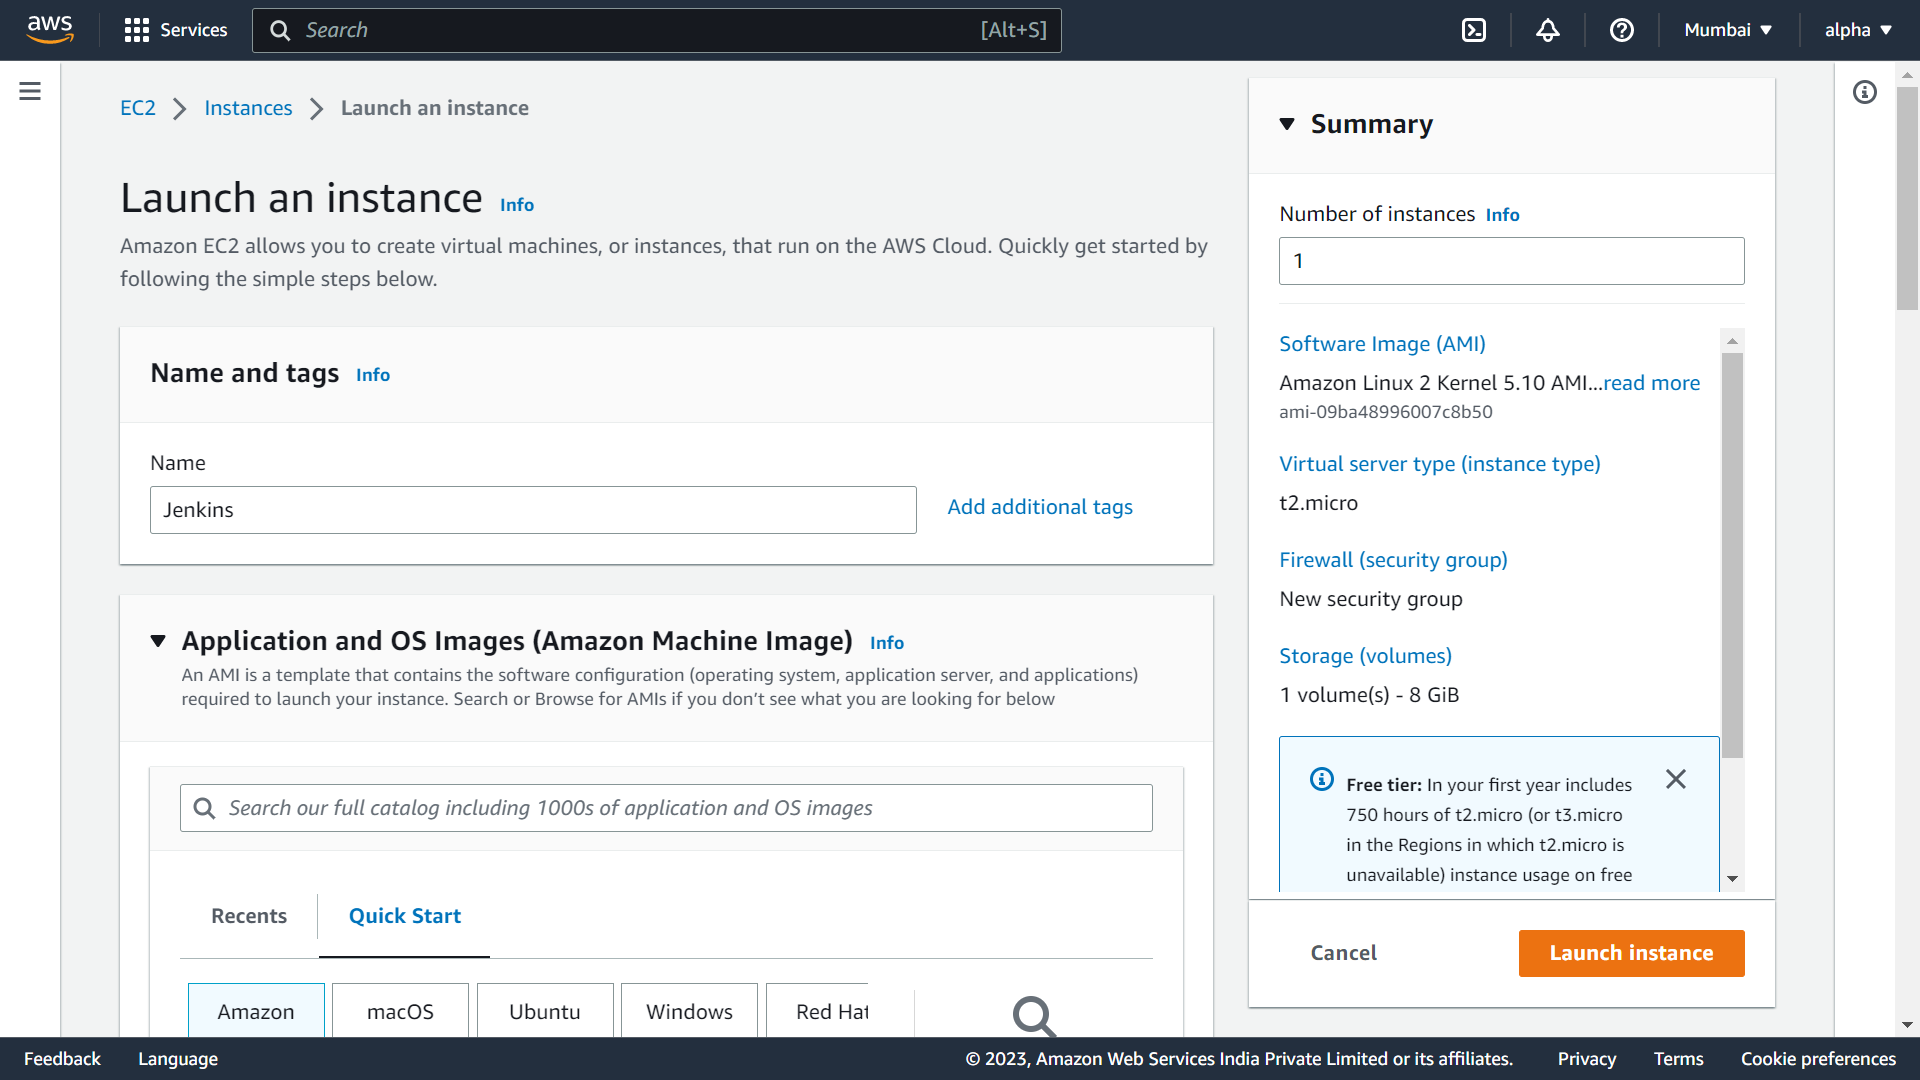 aws
Services
Search
[Alt+S]
Mumbai
alpha
EC2
Instances
Launch an instance
Launch an instance Info
Amazon EC2 allows you to create virtual machines, or instances, that run on the AWS Cloud. Quickly get started by
following the simple steps below.
Name and tags Info
Name
Jenkins
Add additional tags
Application and OS Images (Amazon Machine Image) Info
An AMI is a template that contains the software configuration (operating system, application server, and applications)
required to launch your instance. Search or Browse for AMIs if you don’t see what you are looking for below
Search our full catalog including 1000s of application and OS images
Recents
Quick Start
Amazon
macOS
Ubuntu
Windows
Red Hat
Summary
Number of instances Info
1
Software Image (AMI)
Amazon Linux 2 Kernel 5.10 AMI...read more
ami-09ba48996007c8b50
Virtual server type (instance type)
t2.micro
Firewall (security group)
New security group
Storage (volumes)
1 volume(s) - 8 GiB
Free tier: In your first year includes
750 hours of t2.micro (or t3.micro
in the Regions in which t2.micro is
unavailable) instance usage on free
Cancel
Launch instance
Feedback
Language
© 2023, Amazon Web Services India Private Limited or its affiliates.
Privacy
Terms
Cookie preferences